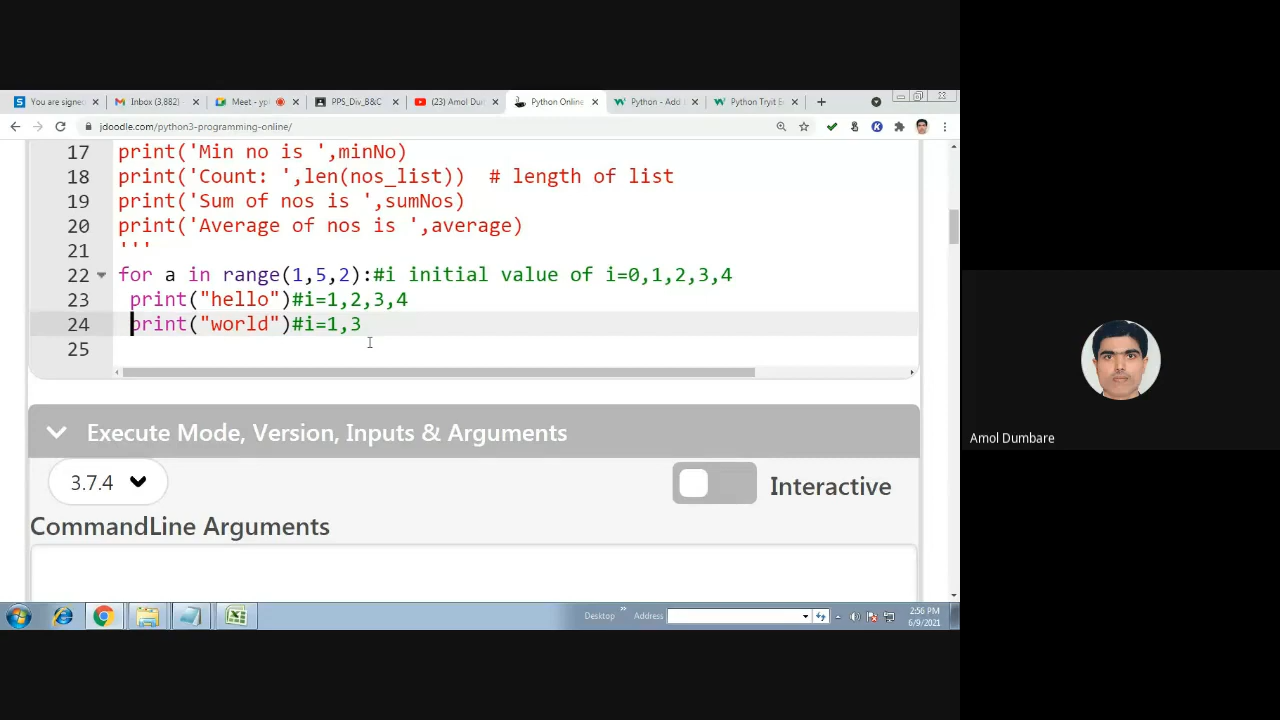 You are signe
Inbox (3,882)
Meet - yp
PPS_Div_B&C
(23) Amol Du
Python Online
Python - Add
Python Tryit E
jdoodle.com/python3-programming-online/
17 print('Min no is ',minNo)
18 print('Count: ',len(nos_list)) # length of list
19 print('Sum of nos is ',sumNos)
20 print('Average of nos is ',average)
21 '''
22 for a in range(1,5,2):#i initial value of i=0,1,2,3,4
23 print("hello")#i=1,2,3,4
24 print("world")#i=1,3
25
Execute Mode, Version, Inputs & Arguments
3.7.4
Interactive
CommandLine Arguments
Desktop
Address
2:56 PM
6/9/2021
Amol Dumbare